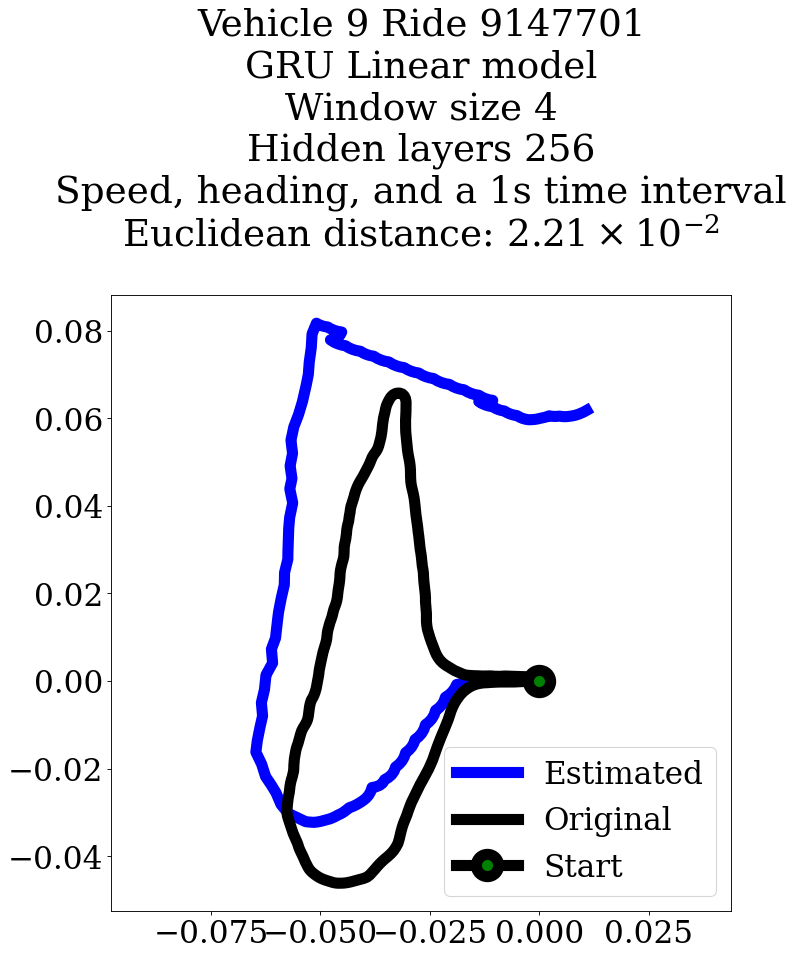 Vehicle 9 Ride 9147701
GRU Linear model
Window size 4
Hidden layers 256
Speed, heading, and a 1s time interval
Euclidean distance: 2.21 × 10⁻²
0.08
0.06
0.04
0.02
0.00
−0.02
−0.04
Estimated
Original
Start
−0.075 −0.050 −0.025 0.000 0.025